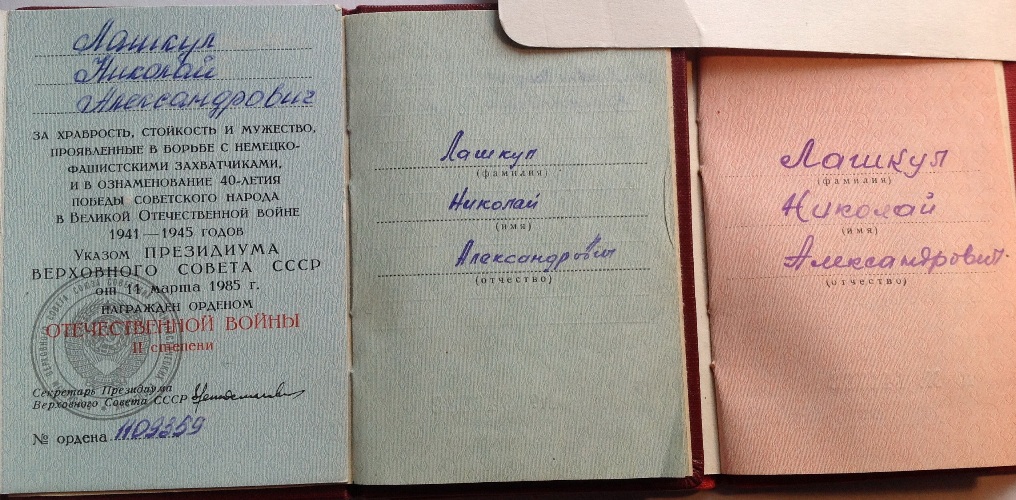 Лашкул
Николай
Александрович
ЗА ХРАБРОСТЬ, СТОЙКОСТЬ И МУЖЕСТВО,
ПРОЯВЛЕННЫЕ В БОРЬБЕ С НЕМЕЦКО-
ФАШИСТСКИМИ ЗАХВАТЧИКАМИ,
И В ОЗНАМЕНОВАНИЕ 40-ЛЕТИЯ
ПОБЕДЫ СОВЕТСКОГО НАРОДА
В ВЕЛИКОЙ ОТЕЧЕСТВЕННОЙ ВОЙНЕ
1941—1945 ГОДОВ
УКАЗОМ ПРЕЗИДИУМА
ВЕРХОВНОГО СОВЕТА СССР
от 11 марта 1985 г.
НАГРАЖДЕН ОРДЕНОМ
ОТЕЧЕСТВЕННОЙ ВОЙНЫ
II степени
Секретарь Президиума
Верховного Совета СССР
№ ордена 1109359
Лашкул
(фамилия)
Николай
(имя)
Александрович
(отчество)
Лашкул
(фамилия)
Николай
(имя)
Александрович
(отчество)